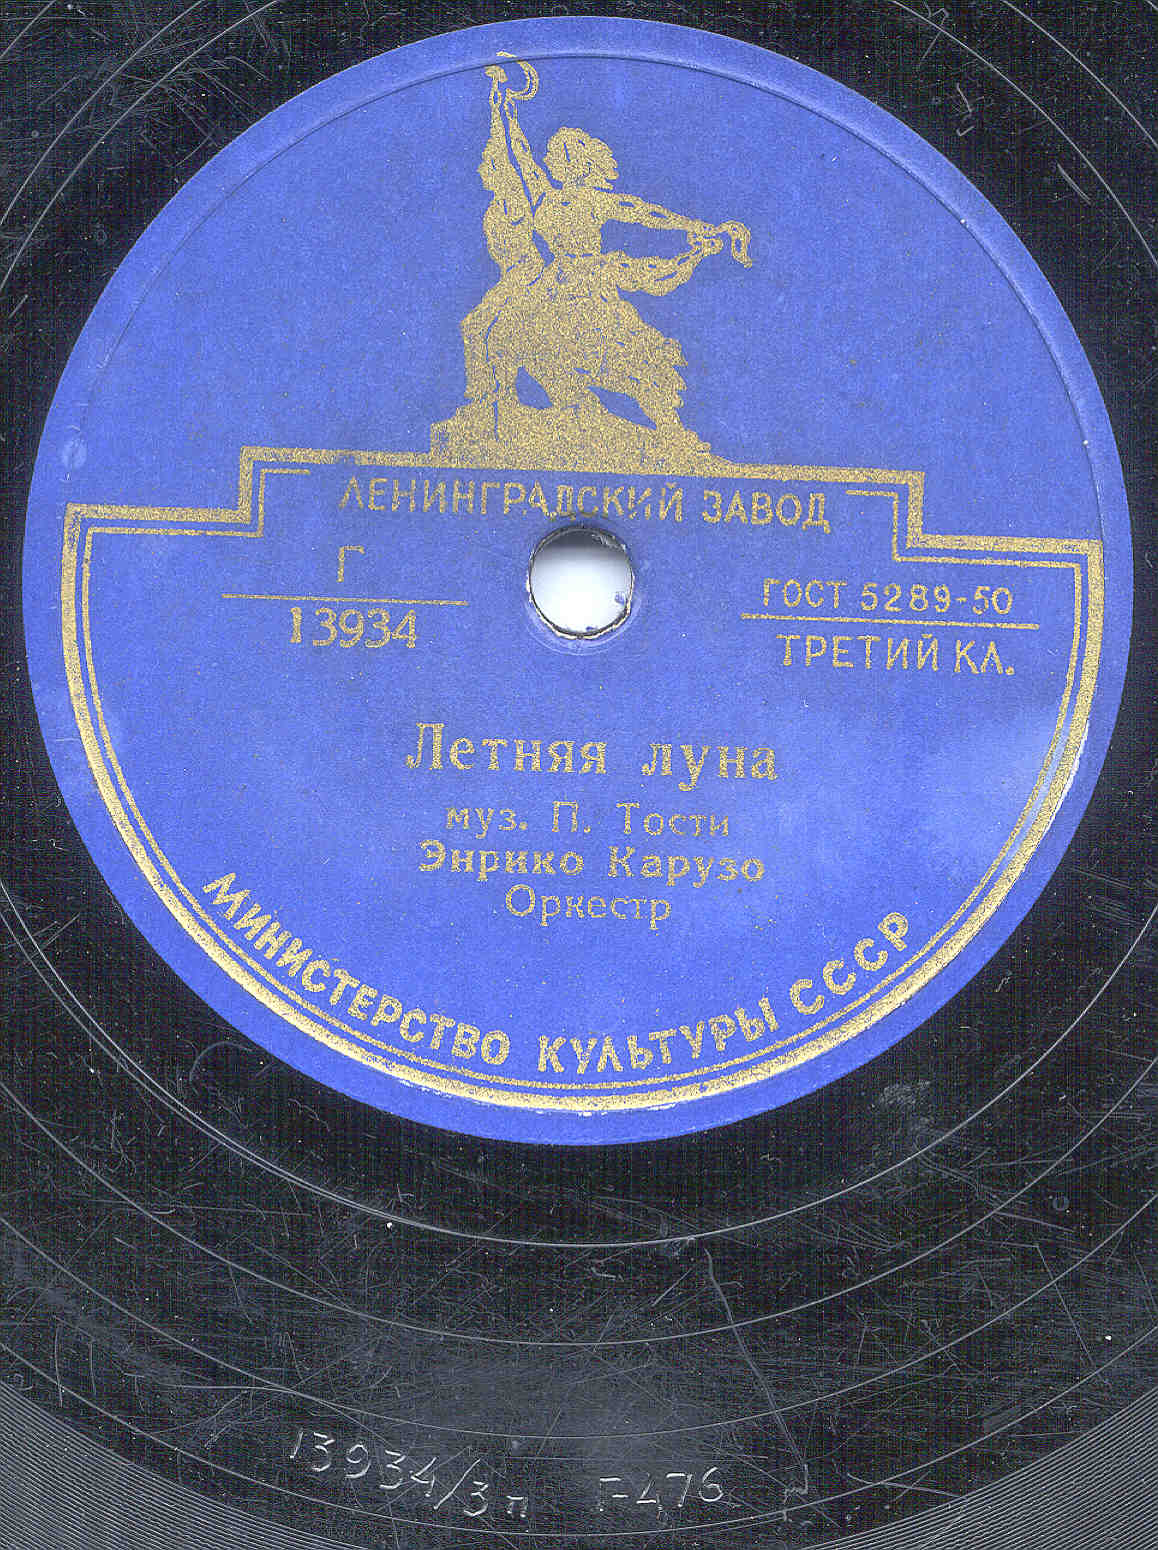 ЛЕНИНГРАДСКИЙ ЗАВОД
Г
13934
ГОСТ 5289-50
ТРЕТИЙ КЛ.
Летняя луна
муз. П. Тости
Энрико Карузо
Оркестр
МИНИСТЕРСТВО КУЛЬТУРЫ СССР
13934/3п Г-476